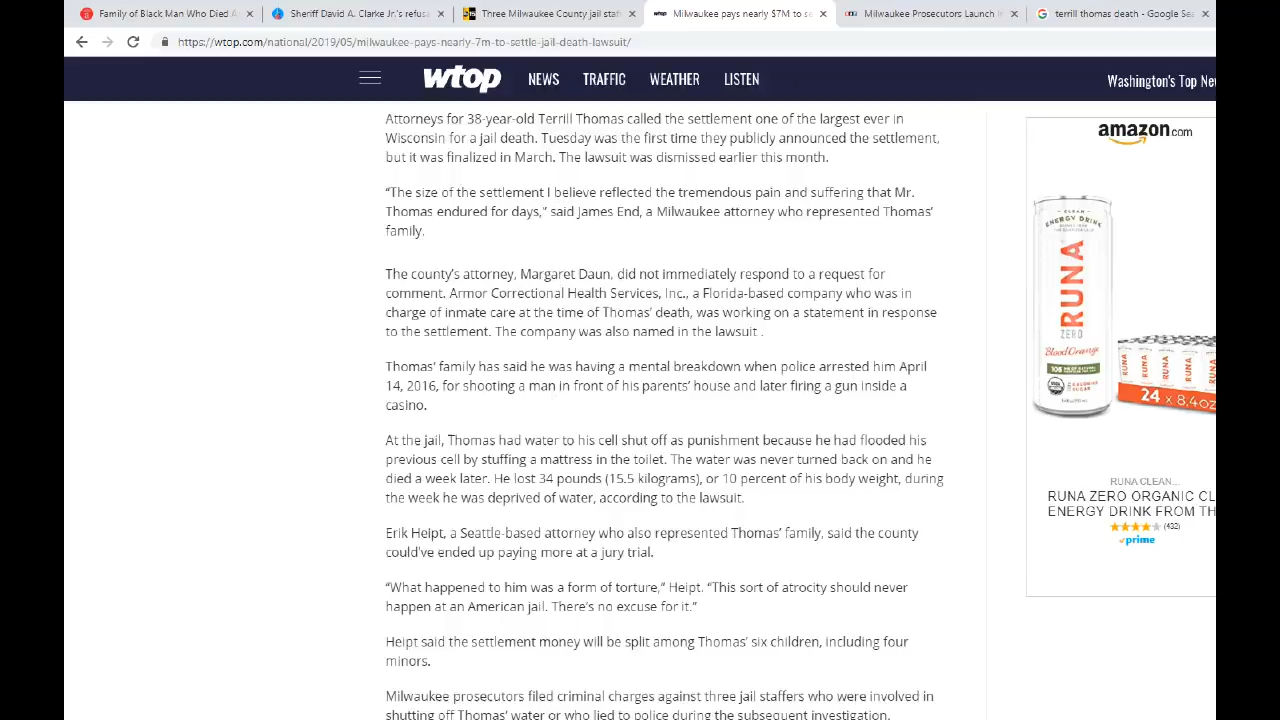 Family of Black Man Who Died A
Sheriff David A. Clarke Jr.'s refusa
Three Milwaukee County jail staf
Milwaukee pays nearly $7M to se
Milwaukee Prosecutors Launch I
terrill thomas death - Google Sea
https://wtop.com/national/2019/05/milwaukee-pays-nearly-7m-to-settle-jail-death-lawsuit/
wtop NEWS TRAFFIC WEATHER LISTEN Washington's Top Ne
Attorneys for 38-year-old Terrill Thomas called the settlement one of the largest ever in
Wisonsin for a jail death. Tuesday was the first time they publicly announced the settlement,
but it was finalized in March. The lawsuit was dismissed earlier this month.
“The size of the settlement I believe reflected the tremendous pain and suffering that Mr.
Thomas endured for days,” said James End, a Milwaukee attorney who represented Thomas’
family.
The county’s attorney, Margaret Daun, did not immediately respond to a request for
comment. Armor Correctional Health Services, Inc., a Florida-based company who was in
charge of inmate care at the time of Thomas’ death, was working on a statement in response
to the settlement. The company was also named in the lawsuit .
Thomas’ family has said he was having a mental breakdown when police arrested him April
14, 2016, for shooting a man in front of his parents’ house and later firing a gun inside a
casino.
At the jail, Thomas had water to his cell shut off as punishment because he had flooded his
previous cell by stuffing a mattress in the toilet. The water was never turned back on and he
died a week later. He lost 34 pounds (15.5 kilograms), or 10 percent of his body weight, during
the week he was deprived of water, according to the lawsuit.
Erik Heipt, a Seattle-based attorney who also represented Thomas’ family, said the county
could’ve ended up paying more at a jury trial.
“What happened to him was a form of torture,” Heipt. “This sort of atrocity should never
happen at an American jail. There’s no excuse for it.”
Heipt said the settlement money will be split among Thomas’ six children, including four
minors.
Milwaukee prosecutors filed criminal charges against three jail staffers who were involved in
shutting off Thomas’ water or who lied to police during the subsequent investigation.
amazon.com
CLEAN
ENERGY DRINK
RUNA
ZERO
Blood Orange
24 x 8.4oz
RUNA CLEAN...
RUNA ZERO ORGANIC CL
ENERGY DRINK FROM TH
(432)
prime